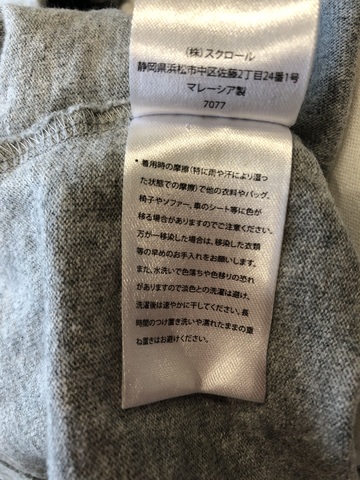 (株)スクロール
静岡県浜松市中区佐藤2丁目24番1号
マレーシア製
7077
・着用時の摩擦(特に雨や汗により湿っ
た状態での摩擦)で他の衣料やバッグ、
椅子やソファー、車のシート等に色が
移る場合がありますのでご注意ください。
万が一移染した場合は、移染した衣類
等の早めのお手入れをお願いします。
また、水洗いで色落ちや色移りの恐れ
がありますので淡色との洗濯は避け、
洗濯後は速やかに干してください。長
時間のつけ置き洗いや濡れたままの重
ね置きはお避けください。